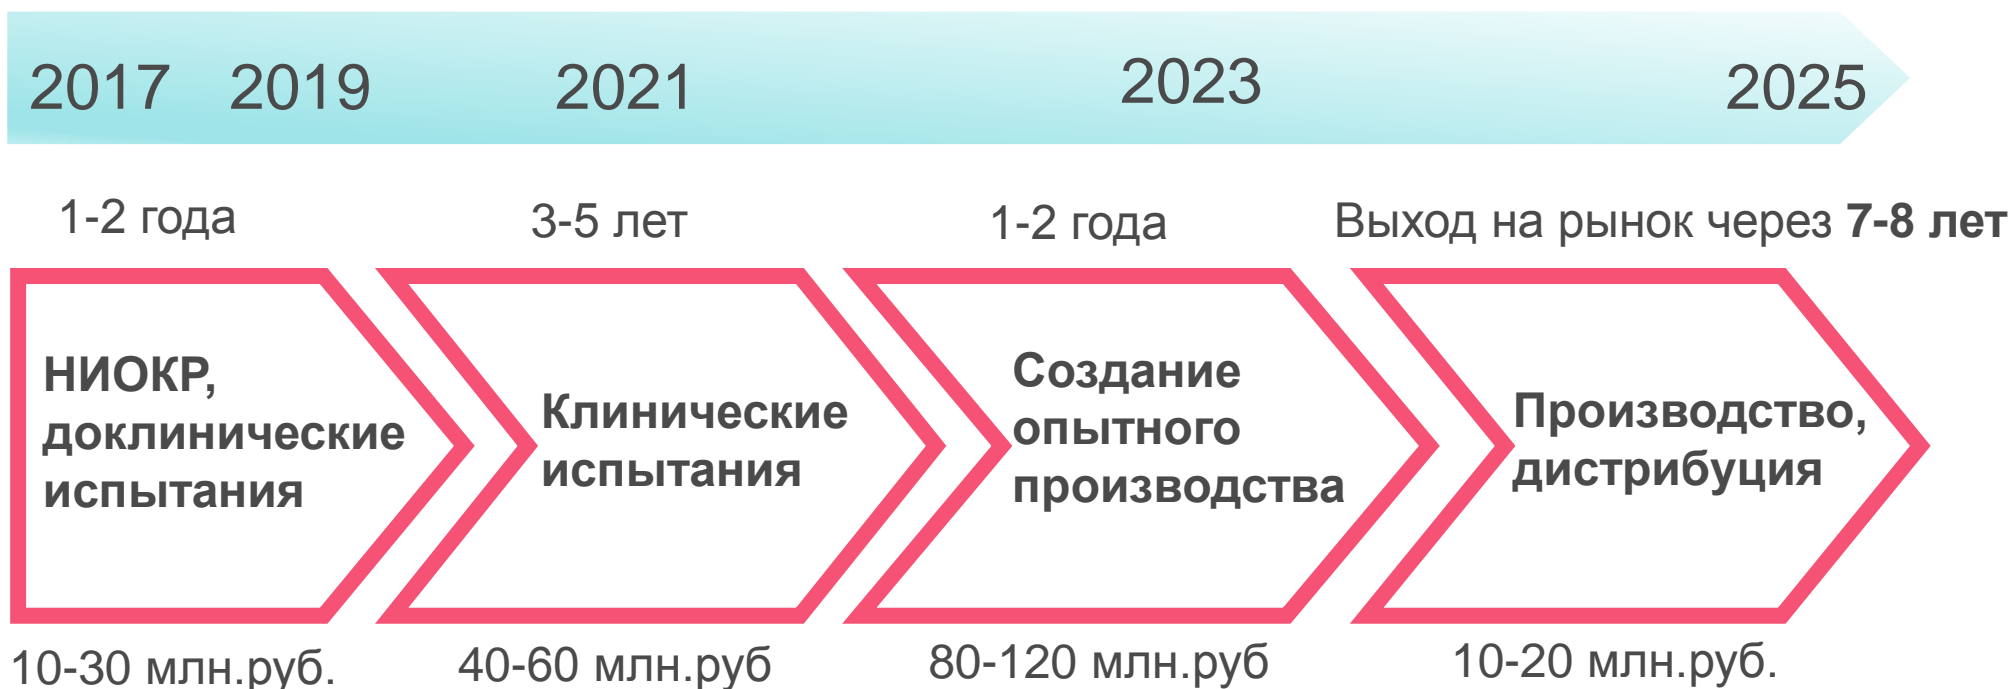 2017 2019 2021 2023 2025
1-2 года
3-5 лет
1-2 года
Выход на рынок через 7-8 лет
НИОКР,
доклинические
испытания
Клинические
испытания
Создание
опытного
производства
Производство,
дистрибуция
10-30 млн.руб.
40-60 млн.руб
80-120 млн.руб
10-20 млн.руб.